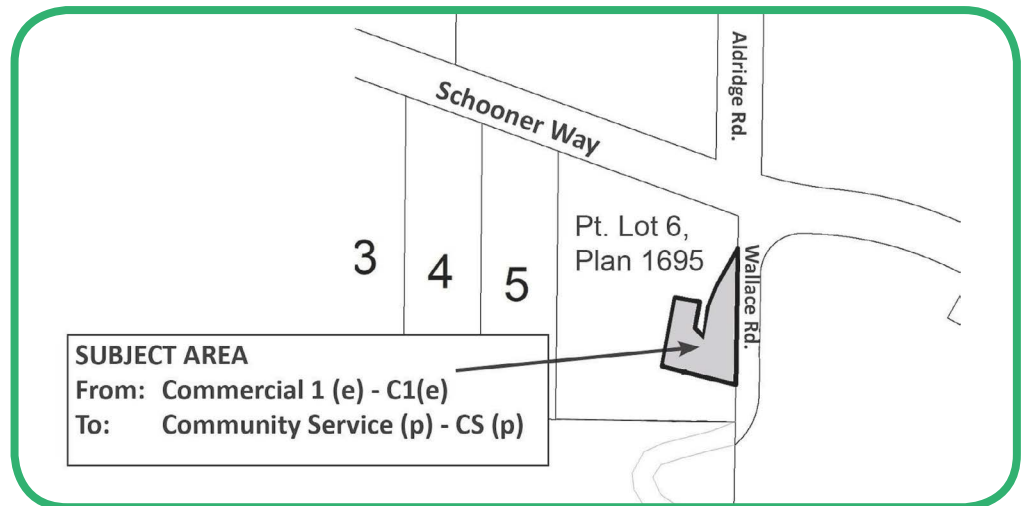 Aldridge Rd.
Schooner Way
Pt. Lot 6,
Plan 1695
3
4
5
Wallace Rd.
SUBJECT AREA
From: Commercial 1 (e) - C1(e)
To: Community Service (p) - CS (p)